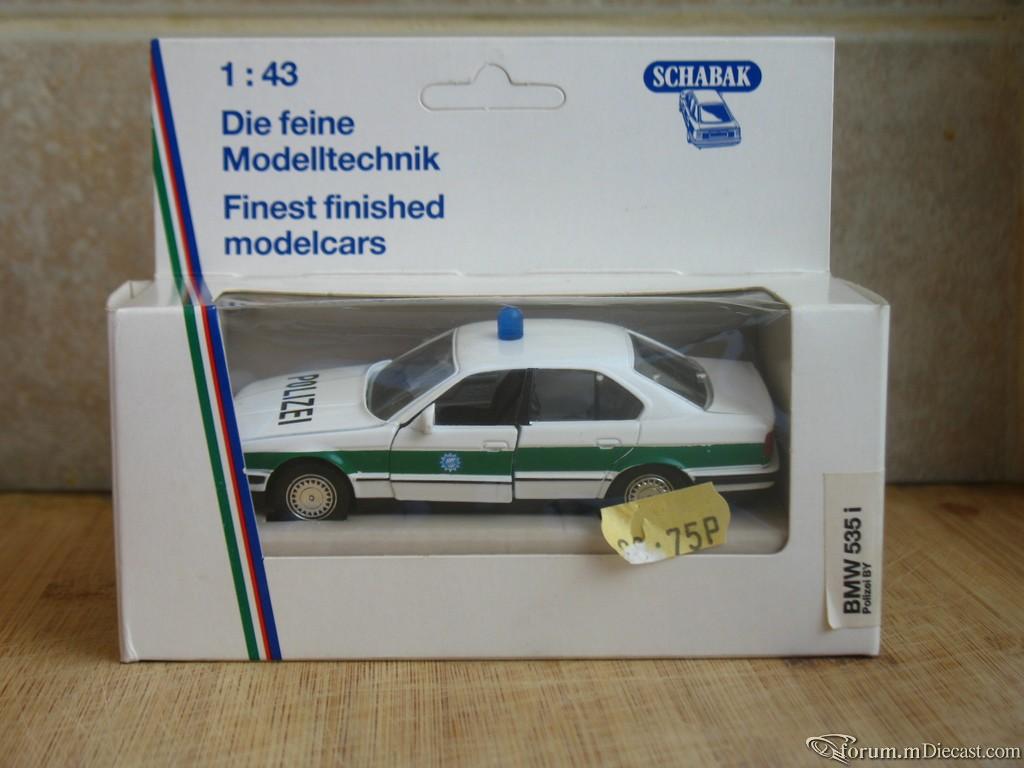 1 : 43
SCHABAK
Die feine
Modelltechnik
Finest finished
modelcars
POLIZEI
.75P
BMW 535 i
Polizei BY
forum.mDiecast.com